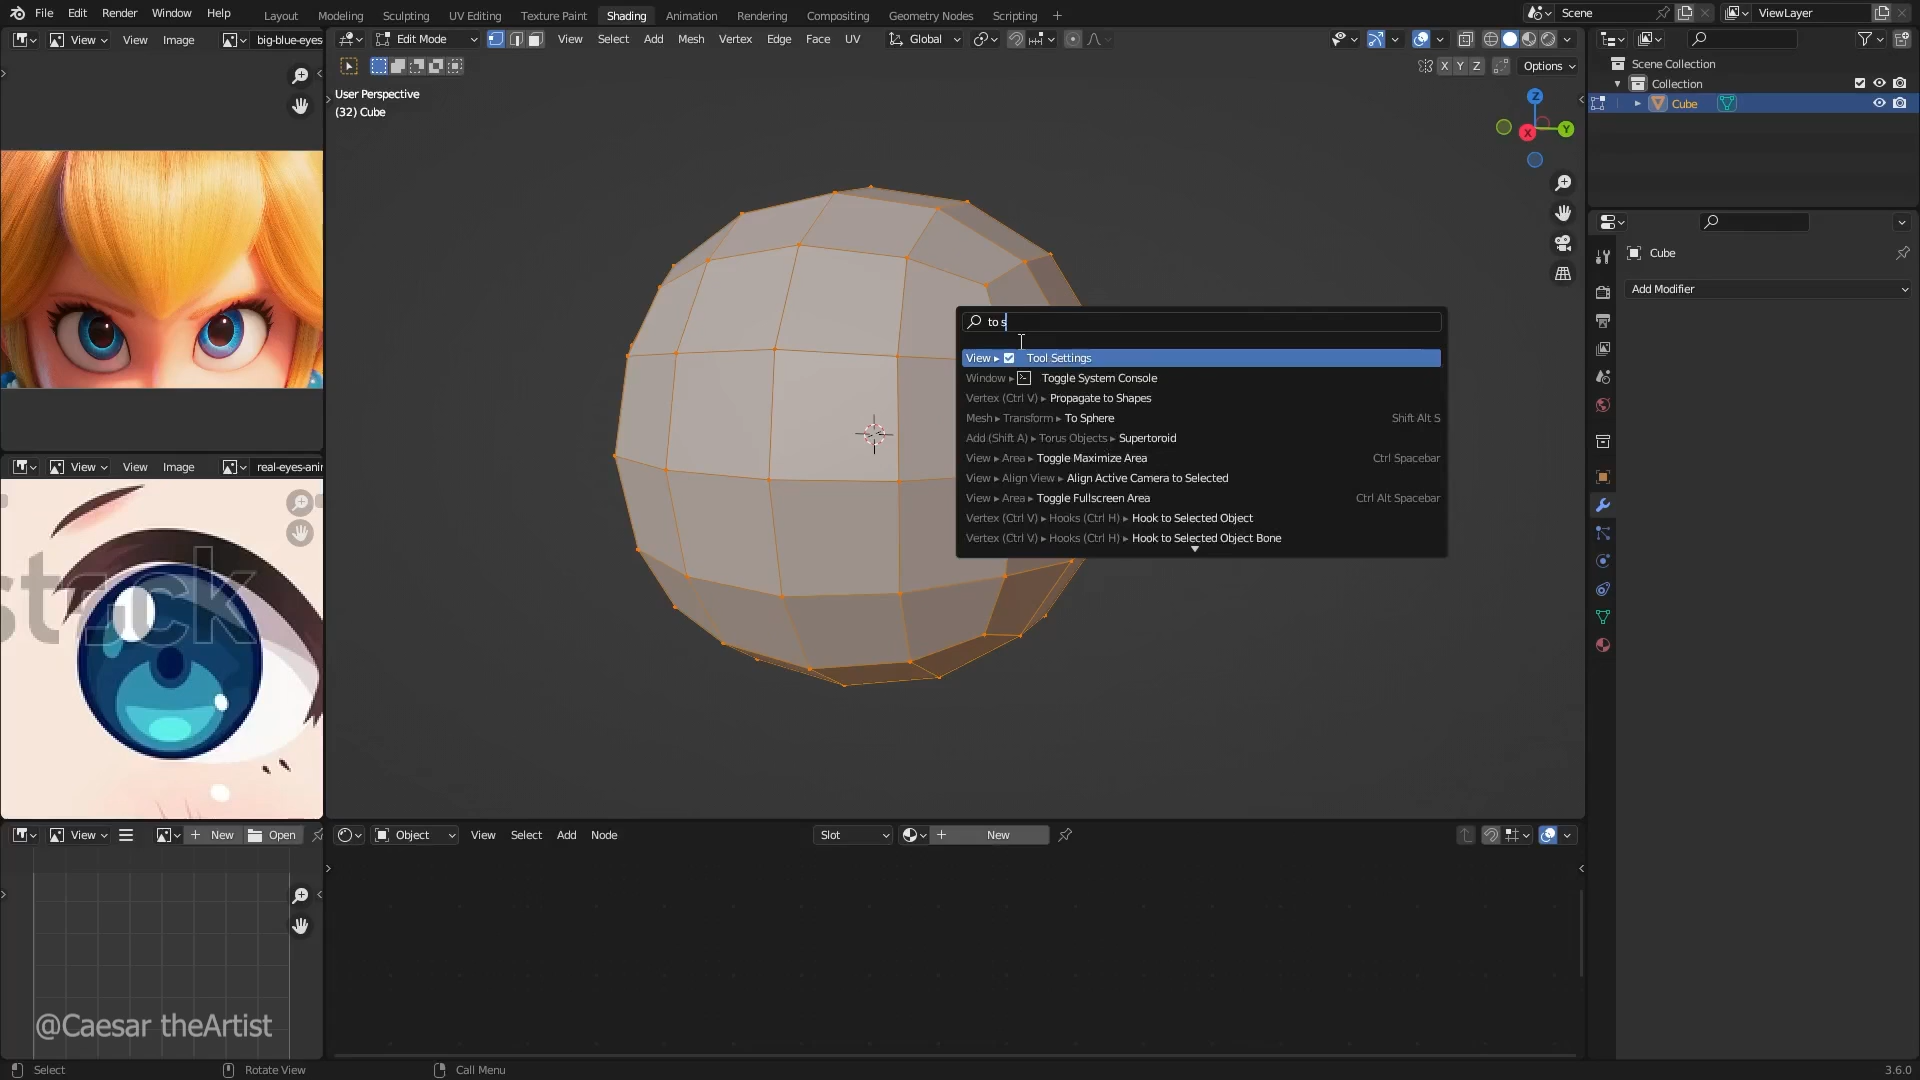 File Edit Render Window Help Layout Modeling Sculpting UV Editing Texture Paint Shading Animation Rendering Compositing Geometry Nodes Scripting + Scene ViewLayer
View View Image big-blue-eyes Edit Mode View Select Add Mesh Vertex Edge Face UV Global
X Y Z Options
User Perspective
(32) Cube
Z
Y
X
Scene Collection
Collection
Cube
Cube
Add Modifier
to s
View ▸ Tool Settings
Window ▸ Toggle System Console
Vertex (Ctrl V) ▸ Propagate to Shapes
Mesh ▸ Transform ▸ To Sphere Shift Alt S
Add (Shift A) ▸ Torus Objects ▸ Supertoroid
View ▸ Area ▸ Toggle Maximize Area Ctrl Spacebar
View ▸ Align View ▸ Align Active Camera to Selected
View ▸ Area ▸ Toggle Fullscreen Area Ctrl Alt Spacebar
Vertex (Ctrl V) ▸ Hooks (Ctrl H) ▸ Hook to Selected Object
Vertex (Ctrl V) ▸ Hooks (Ctrl H) ▸ Hook to Selected Object Bone
View View Image real-eyes-ani
stock
View + New Open Object View Select Add Node Slot + New
@Caesar theArtist
Select Rotate View Call Menu 3.6.0